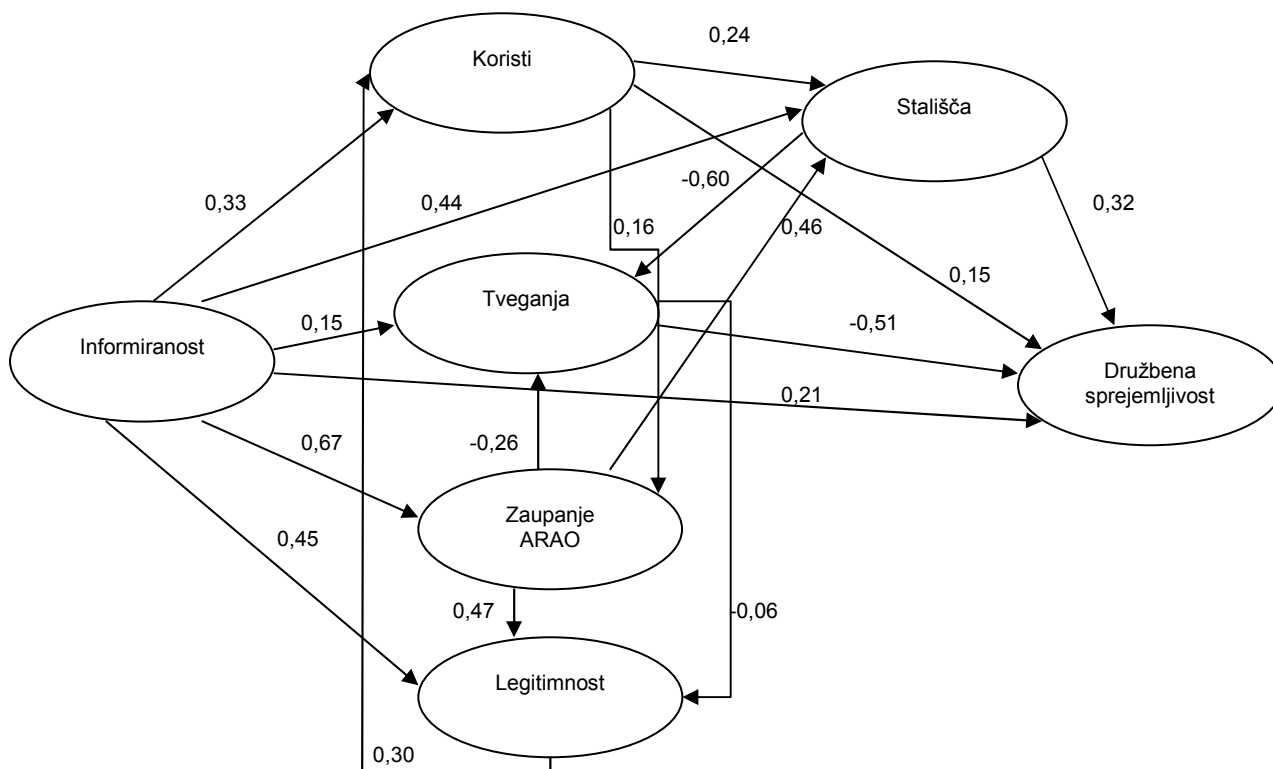 0,24
Koristi
Stališča
-0,60
0,33
0,44
0,16
0,46
0,32
0,15
Tveganja
0,15
-0,51
Informiranost
Družbena
sprejemljivost
0,21
0,67
-0,26
Zaupanje
ARAO
0,45
0,47
-0,06
Legitimnost
0,30